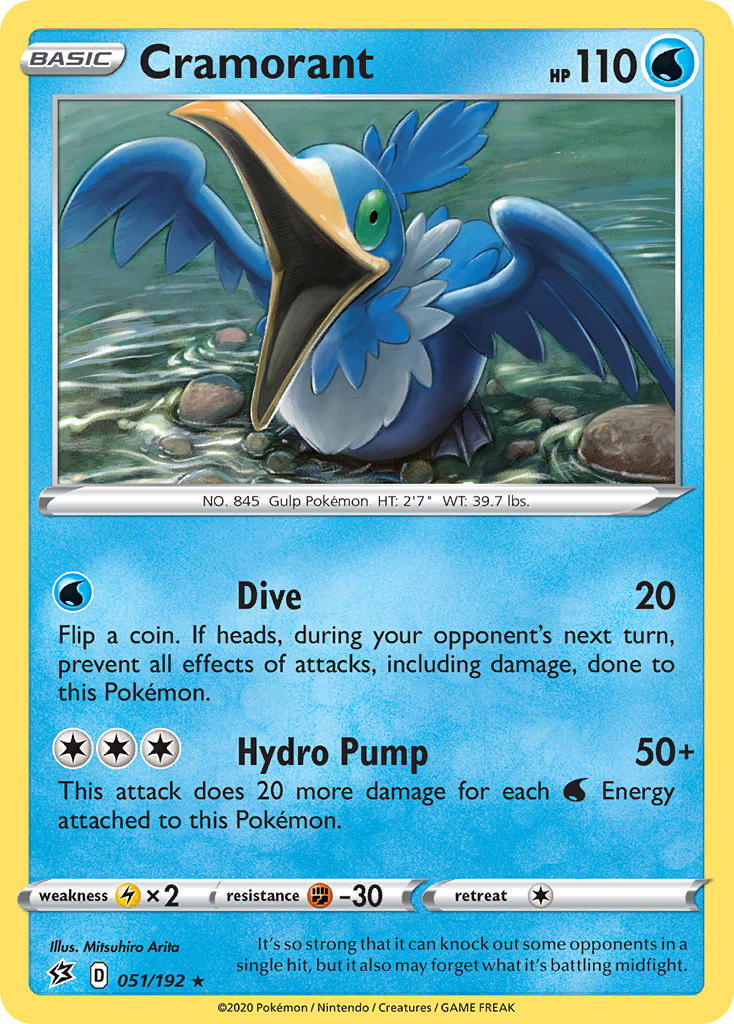 BASIC Cramorant HP 110
NO. 845 Gulp Pokémon HT: 2'7" WT: 39.7 lbs.
Dive 20
Flip a coin. If heads, during your opponent's next turn,
prevent all effects of attacks, including damage, done to
this Pokémon.
Hydro Pump 50+
This attack does 20 more damage for each Energy
attached to this Pokémon.
weakness ×2 resistance -30 retreat
Illus. Mitsuhiro Arita
It's so strong that it can knock out some opponents in a
single hit, but it also may forget what it's battling midfight.
D 051/192 ★
©2020 Pokémon / Nintendo / Creatures / GAME FREAK